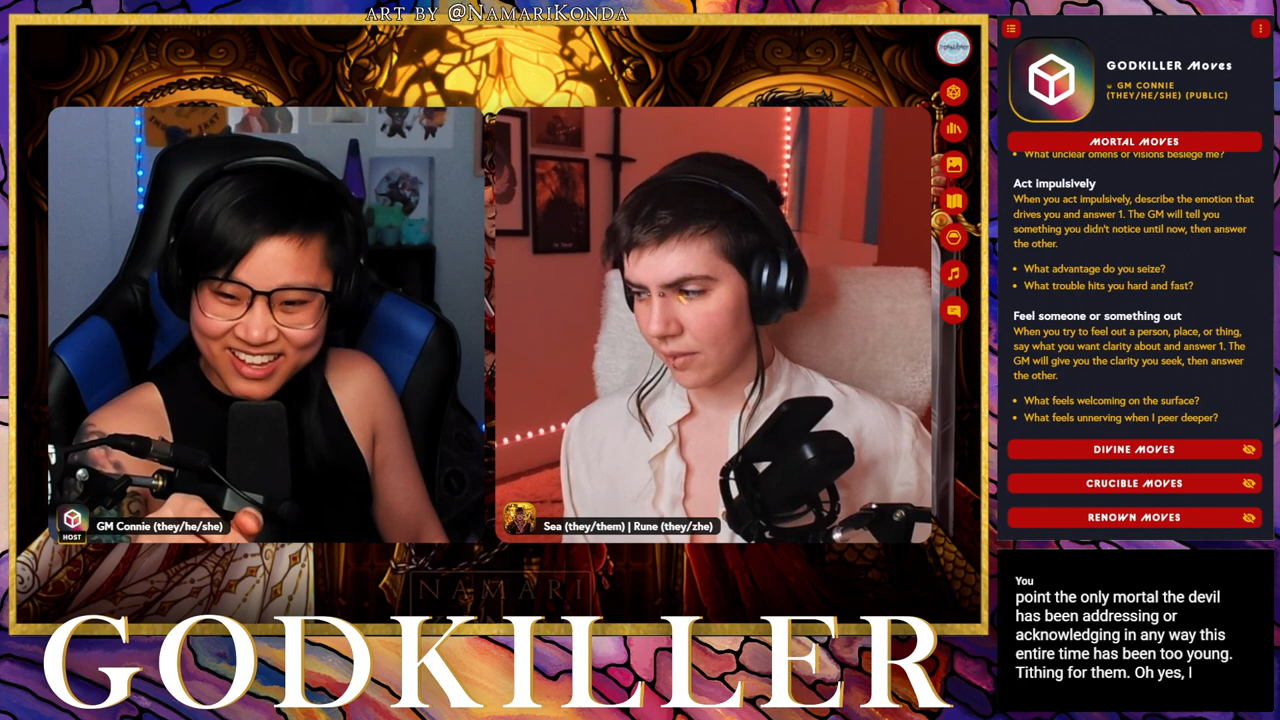 ART BY @NAMARIKONDA
GODKILLER Moves
GM CONNIE
(THEY/HE/SHE) (PUBLIC)
MORTAL MOVES
What unclear omens or visions besiege me?
Act impulsively
When you act impulsively, describe the emotion that
drives you and answer 1. The GM will tell you
something you didn't notice until now, then answer
the other.
• What advantage do you seize?
• What trouble hits you hard and fast?
Feel someone or something out
When you try to feel out a person, place, or thing,
say what you want clarity about and answer 1. The
GM will give you the clarity you seek, then answer
the other.
• What feels welcoming on the surface?
• What feels unnerving when I peer deeper?
DIVINE MOVES
CRUCIBLE MOVES
RENOWN MOVES
GM Connie (they/he/she)
HOST
Sea (they/them) | Rune (they/zhe)
NAMARI
GODKILLER
You
point the only mortal the devil
has been addressing or
acknowledging in any way this
entire time has been too young.
Tithing for them. Oh yes, I